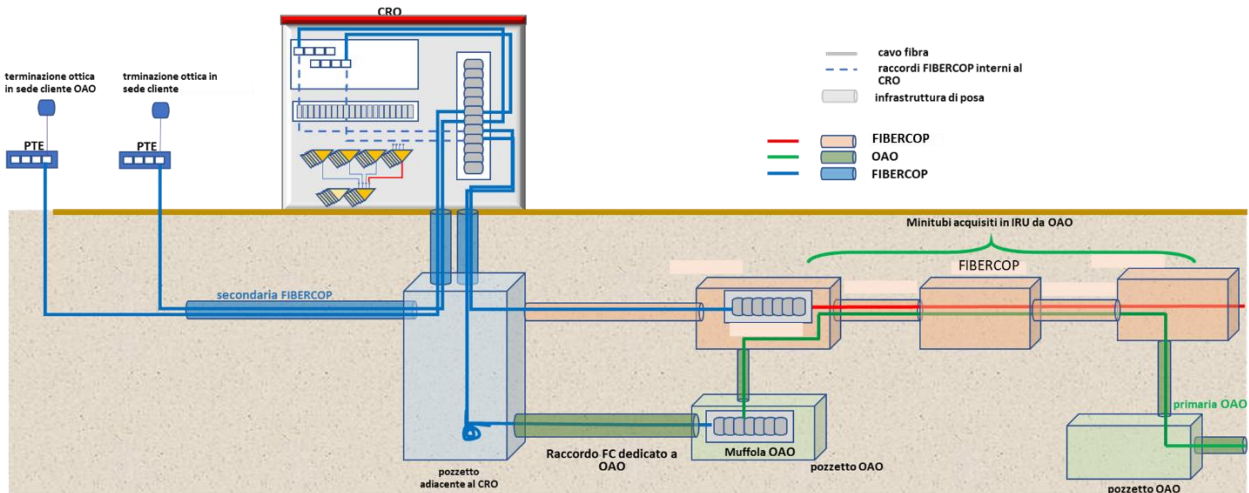 CRO
terminazione ottica
in sede cliente OAO
trminazione ottica in
sede cliente
PTE
PTE
cavo fibra
raccordi FIBERCOP interni al
CRO
infrastruttura di posa
FIBERCOP
OAO
FIBERCOP
Minitubi acquisiti in IRU da OAO
FIBERCOP
secondaria FIBERCOP
primaria OAO
Raccordo FC dedicato a
OAO
Muffola OAO
pozzetto OAO
pozzetto
adiacente al CRO
pozzetto OAO